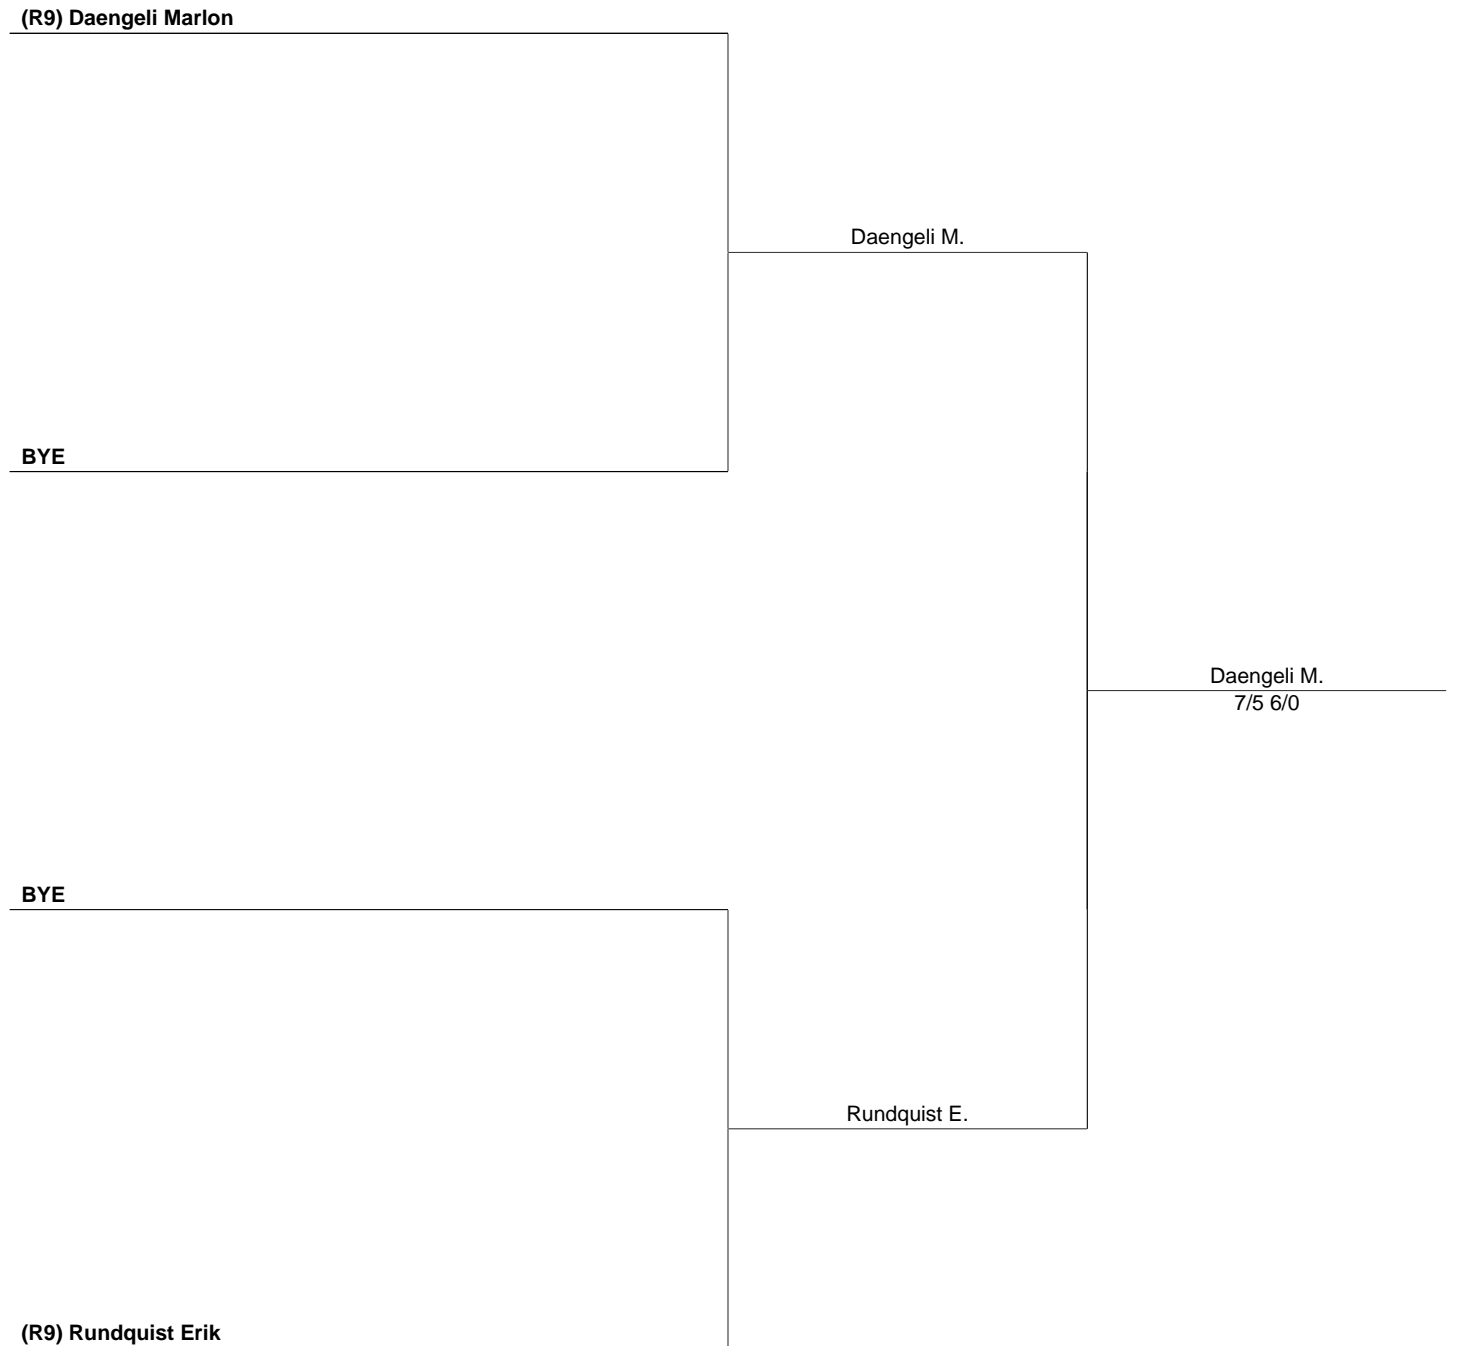 (R9) Daengeli Marlon
Daengeli M.
BYE
Daengeli M.
7/5 6/0
BYE
Rundquist E.
(R9) Rundquist Erik